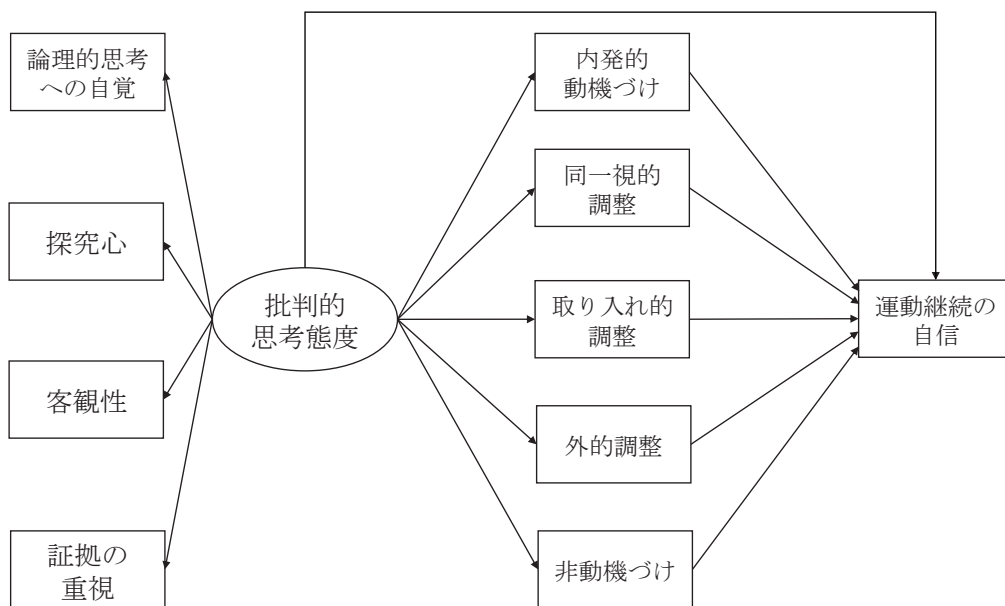 論理的思考
への自覚
探究心
客観性
証拠の
重視
批判的
思考態度
内発的
動機づけ
同一視的
調整
取り入れ的
調整
外的調整
非動機づけ
運動継続の
自信